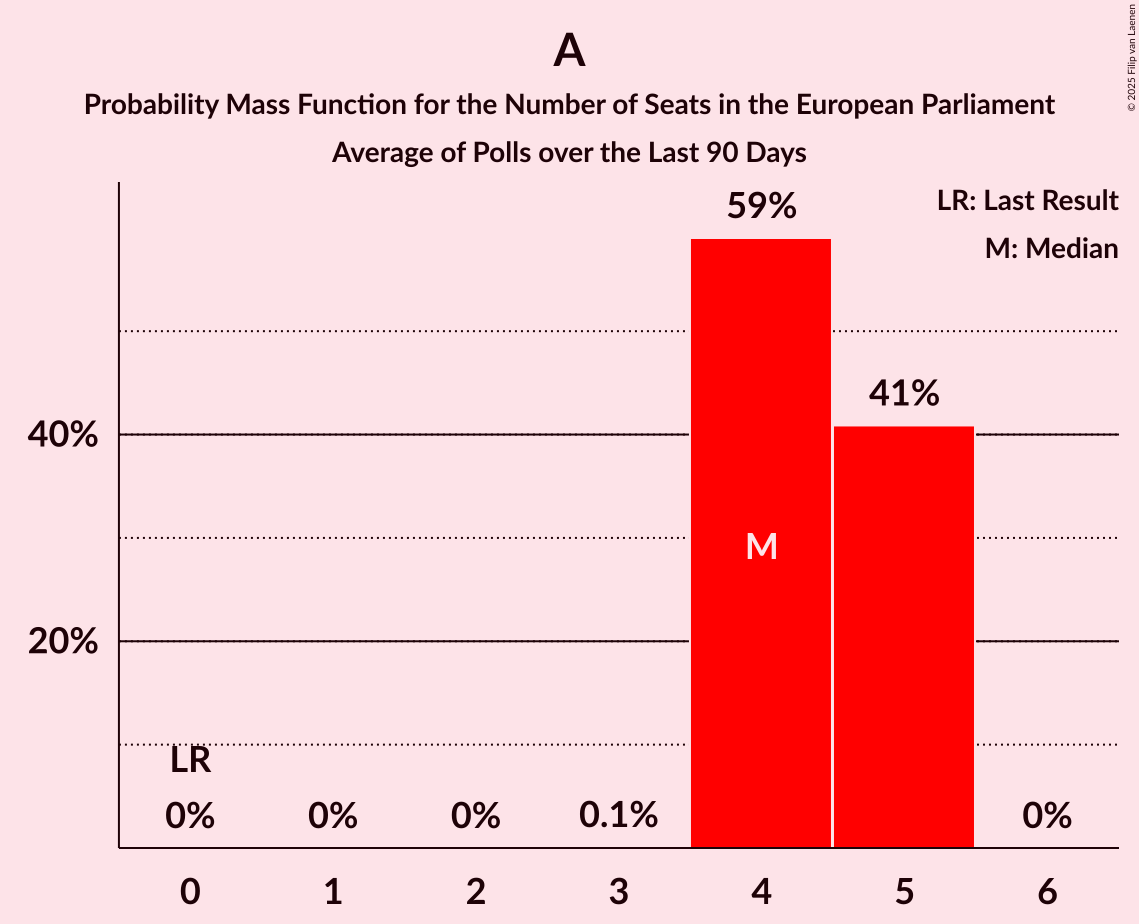 A
Probability Mass Function for the Number of Seats in the European Parliament
Average of Polls over the Last 90 Days
© 2025 Filip van Laenen
LR: Last Result
M: Median
59%
41%
40%
M
20%
LR
0%
0%
0%
0.1%
0%
0
1
2
3
4
5
6